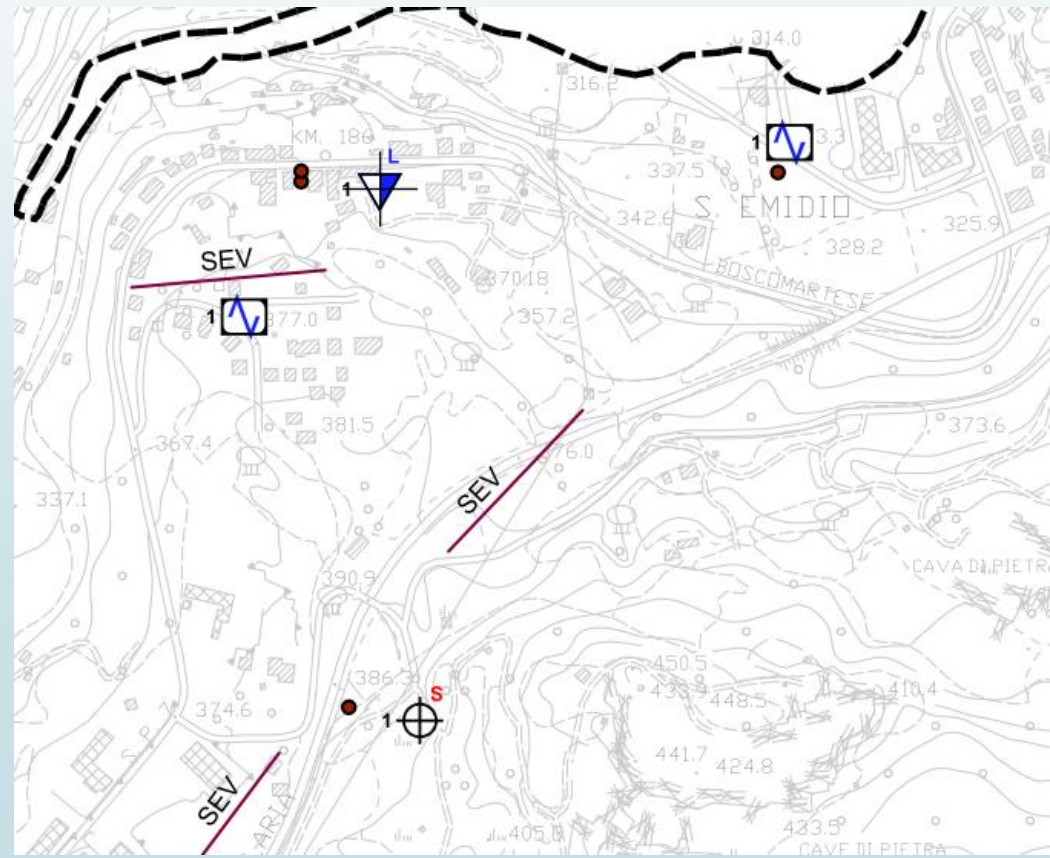 314.0
316.2
KM. 186
L
1
1
3.3
337.5
S. EMIDIO
342.6
325.9
328.2
SEV
BOSCOMARTESE
370.18
357.2
1
377.0
381.5
373.6
367.4
376.0
SEV
337.1
CAVA DI PIETRA
390.9
450.5
386.3
S
433.9
448.5
410.4
1
374.6
S.P.
441.7
424.8
SEV
ARIA
405.0
433.5
CAVE DI PIETRA